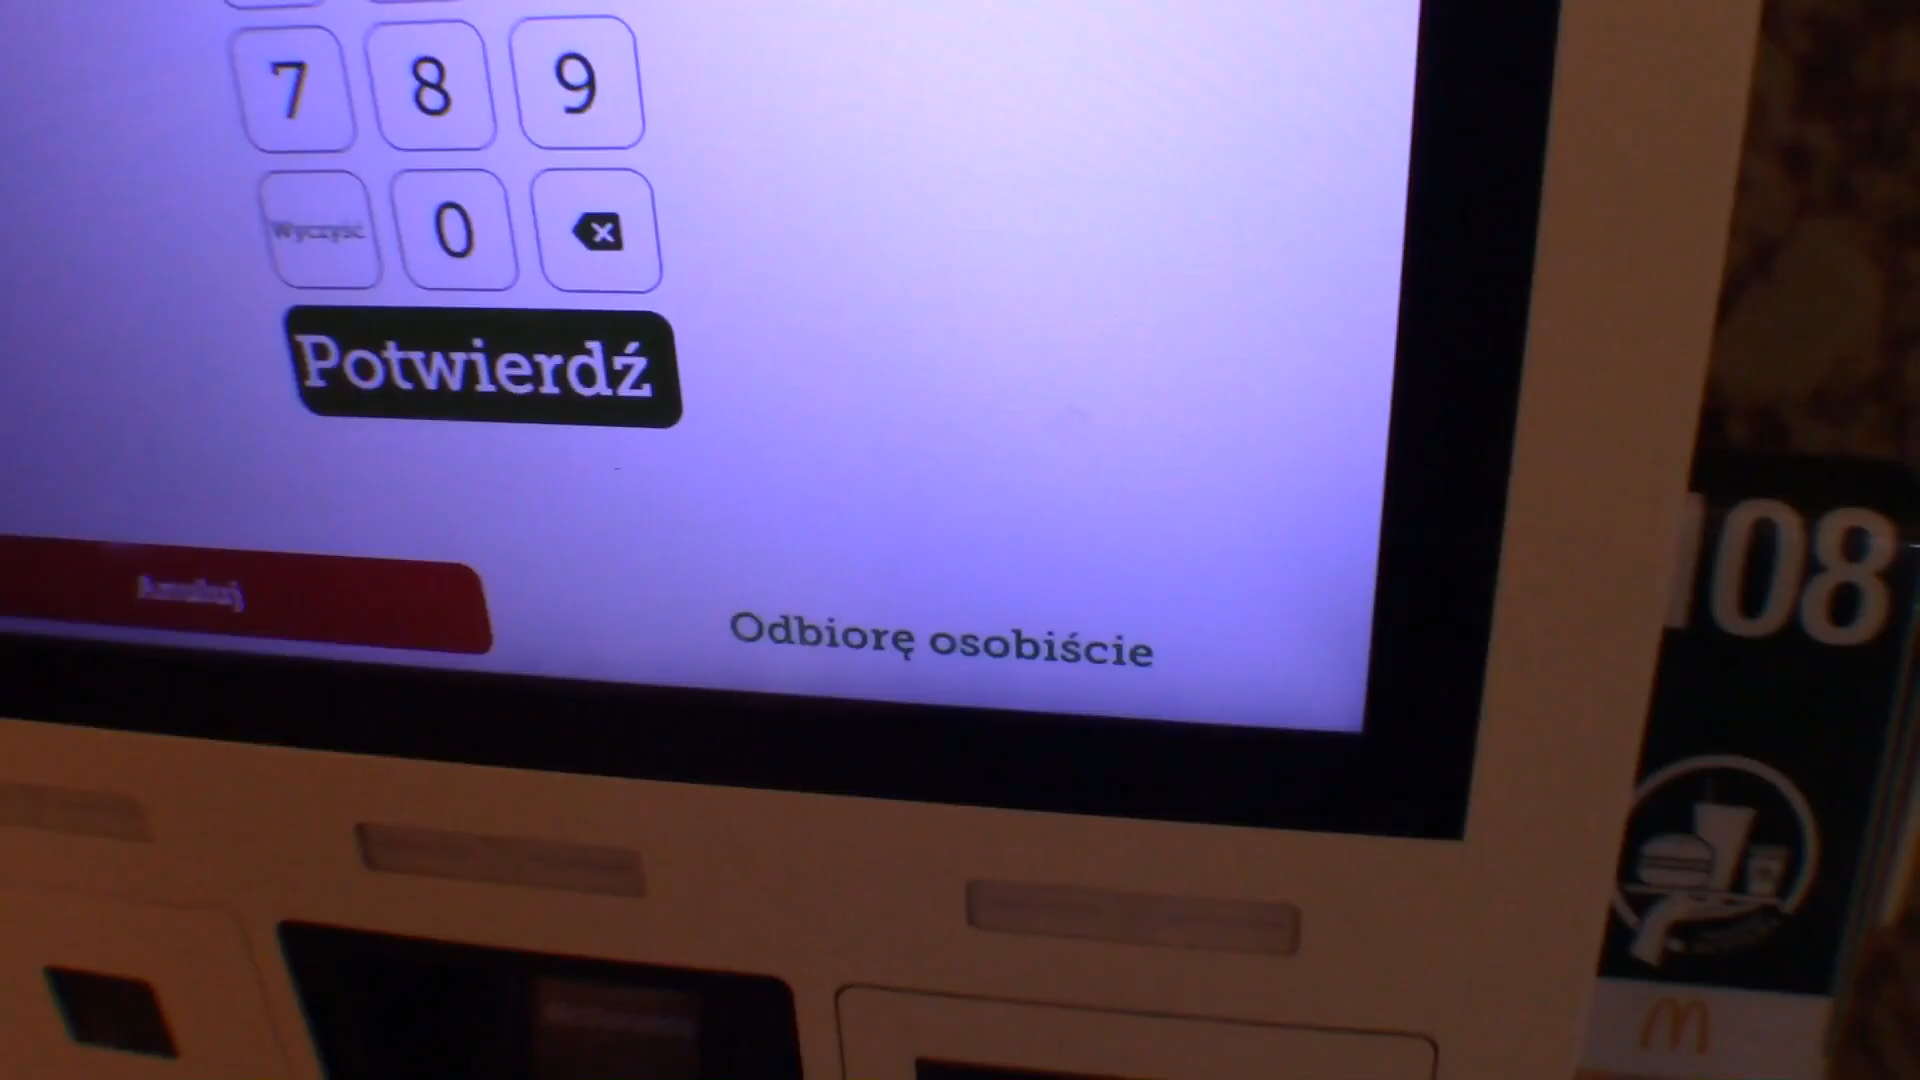 7 8 9
Wyczyść 0
Potwierdź
Anuluj
Odbiorę osobiście
108
M